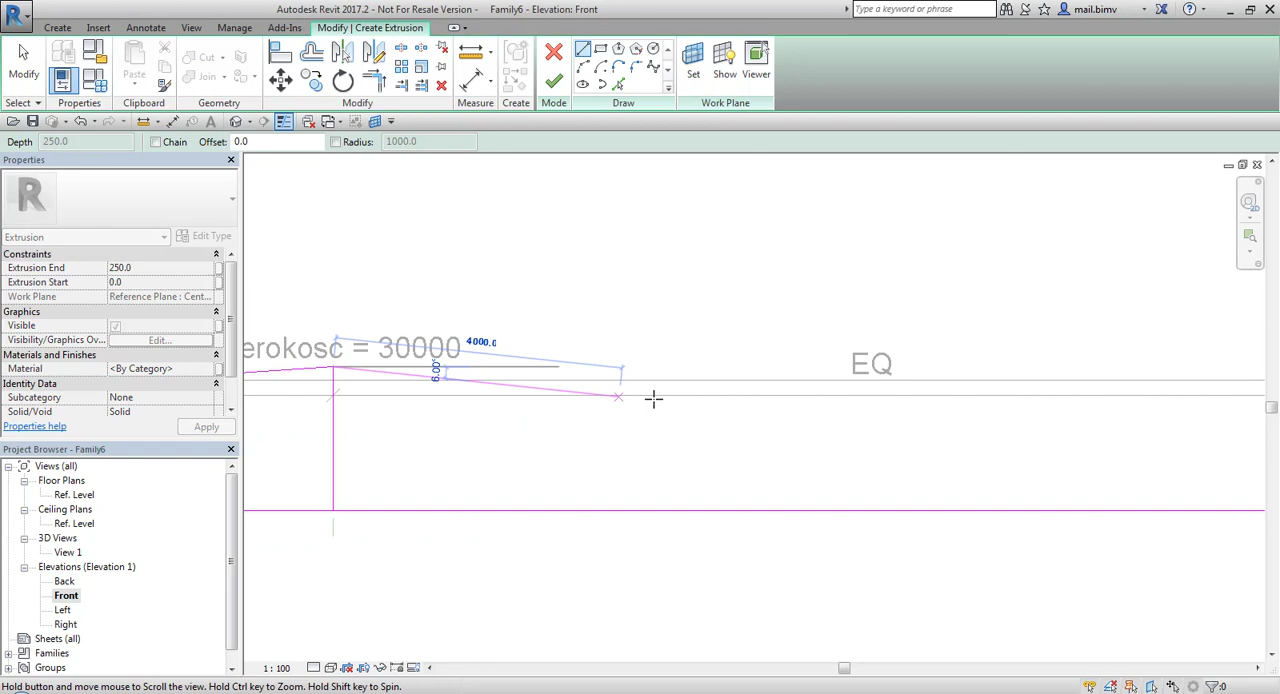 Autodesk Revit 2017.2 - Not For Resale Version - Family6 - Elevation: Front
Type a keyword or phrase
mail.bimv
Create
Insert
Annotate
View
Manage
Add-Ins
Modify | Create Extrusion
Modify
Paste
Cut
Join
Create
Set
Show
Viewer
Select
Properties
Clipboard
Geometry
Modify
Measure
Create
Mode
Draw
Work Plane
Depth 250.0
Chain
Offset: 0.0
Radius: 1000.0
Properties
Extrusion
Edit Type
Constraints
Extrusion End 250.0
Extrusion Start 0.0
Work Plane Reference Plane : Cent...
Graphics
Visible
Visibility/Graphics Ov... Edit...
Materials and Finishes
Material <By Category>
Identity Data
Subcategory None
Solid/Void Solid
Properties help
Apply
Project Browser - Family6
Views (all)
Floor Plans
Ref. Level
Ceiling Plans
Ref. Level
3D Views
View 1
Elevations (Elevation 1)
Back
Front
Left
Right
Sheets (all)
Families
Groups
erokosc = 30000
4000.0
6.00°
EQ
1 : 100
Hold button and move mouse to Scroll the view. Hold Ctrl key to Zoom. Hold Shift key to Spin.
:0